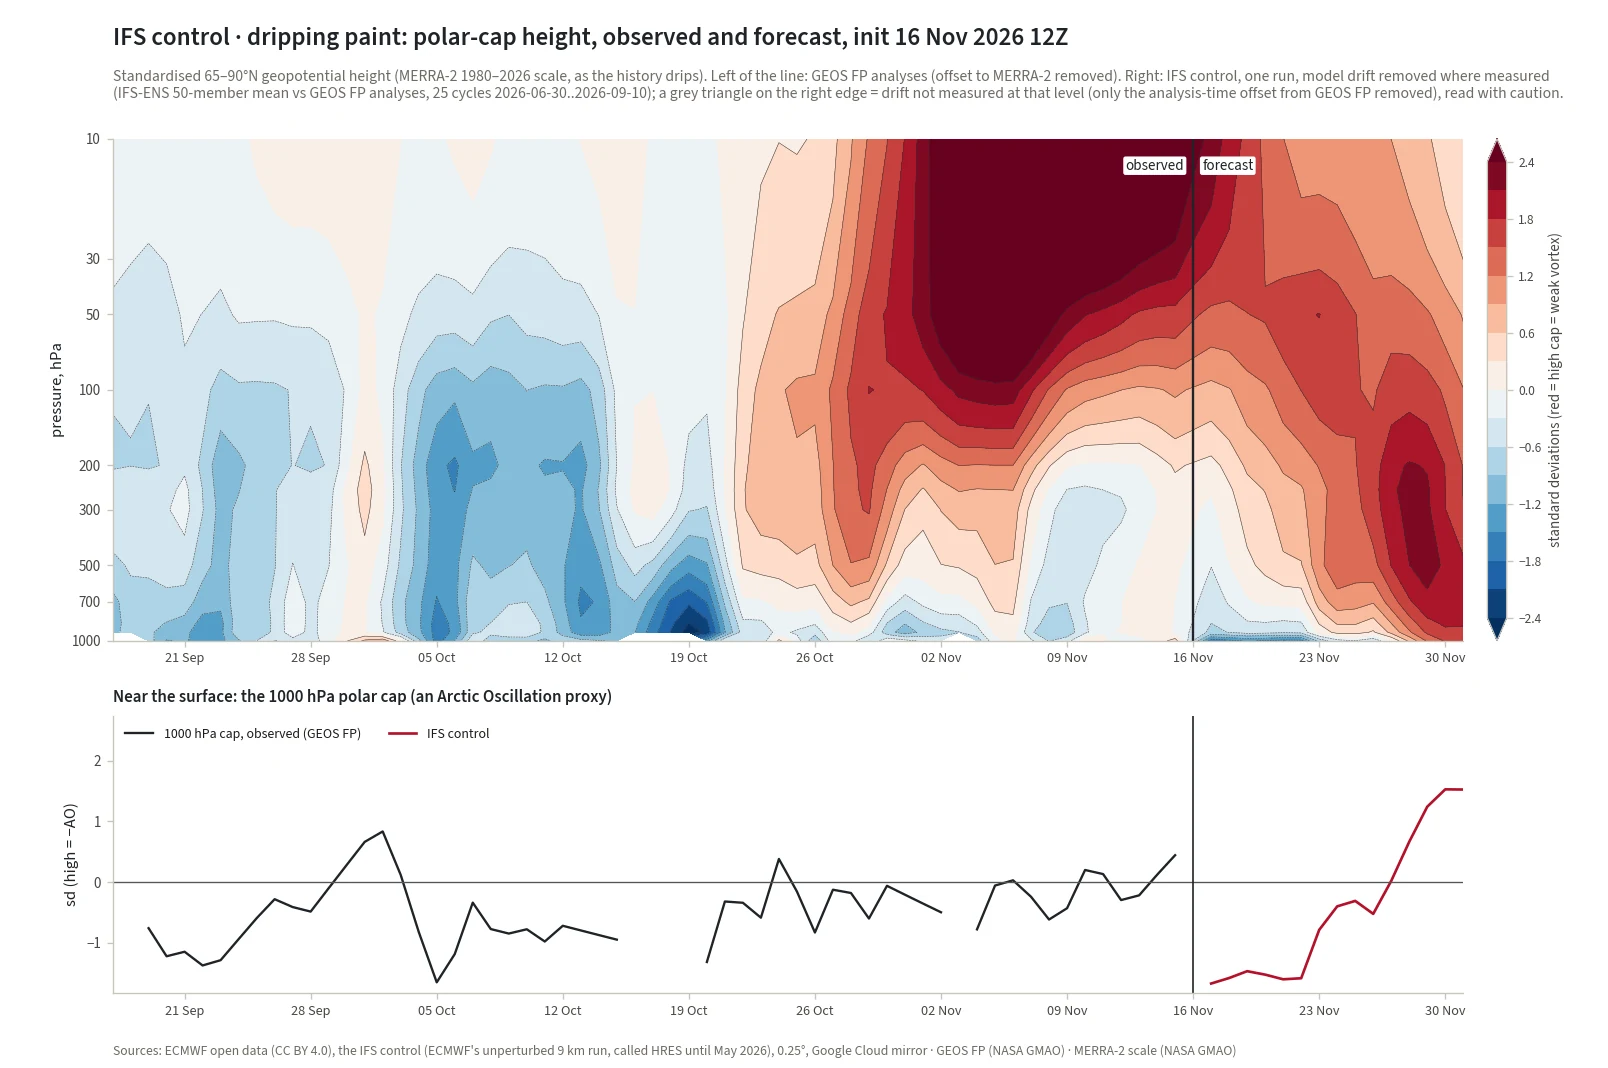 IFS control · dripping paint: polar-cap height, observed and forecast, init 16 Nov 2026 12Z
Standardised 65–90°N geopotential height (MERRA-2 1980–2026 scale, as the history drips). Left of the line: GEOS FP analyses (offset to MERRA-2 removed). Right: IFS control, one run, model drift removed where measured
(IFS-ENS 50-member mean vs GEOS FP analyses, 25 cycles 2026-06-30..2026-09-10); a grey triangle on the right edge = drift not measured at that level (only the analysis-time offset from GEOS FP removed), read with caution.
pressure, hPa
10
30
50
100
200
300
500
700
1000
observed
forecast
21 Sep
28 Sep
05 Oct
12 Oct
19 Oct
26 Oct
02 Nov
09 Nov
16 Nov
23 Nov
30 Nov
2.4
1.8
1.2
0.6
0.0
−0.6
−1.2
−1.8
−2.4
standard deviations (red = high cap = weak vortex)
Near the surface: the 1000 hPa polar cap (an Arctic Oscillation proxy)
1000 hPa cap, observed (GEOS FP)
IFS control
sd (high = −AO)
2
1
0
−1
21 Sep
28 Sep
05 Oct
12 Oct
19 Oct
26 Oct
02 Nov
09 Nov
16 Nov
23 Nov
30 Nov
Sources: ECMWF open data (CC BY 4.0), the IFS control (ECMWF's unperturbed 9 km run, called HRES until May 2026), 0.25°, Google Cloud mirror · GEOS FP (NASA GMAO) · MERRA-2 scale (NASA GMAO)